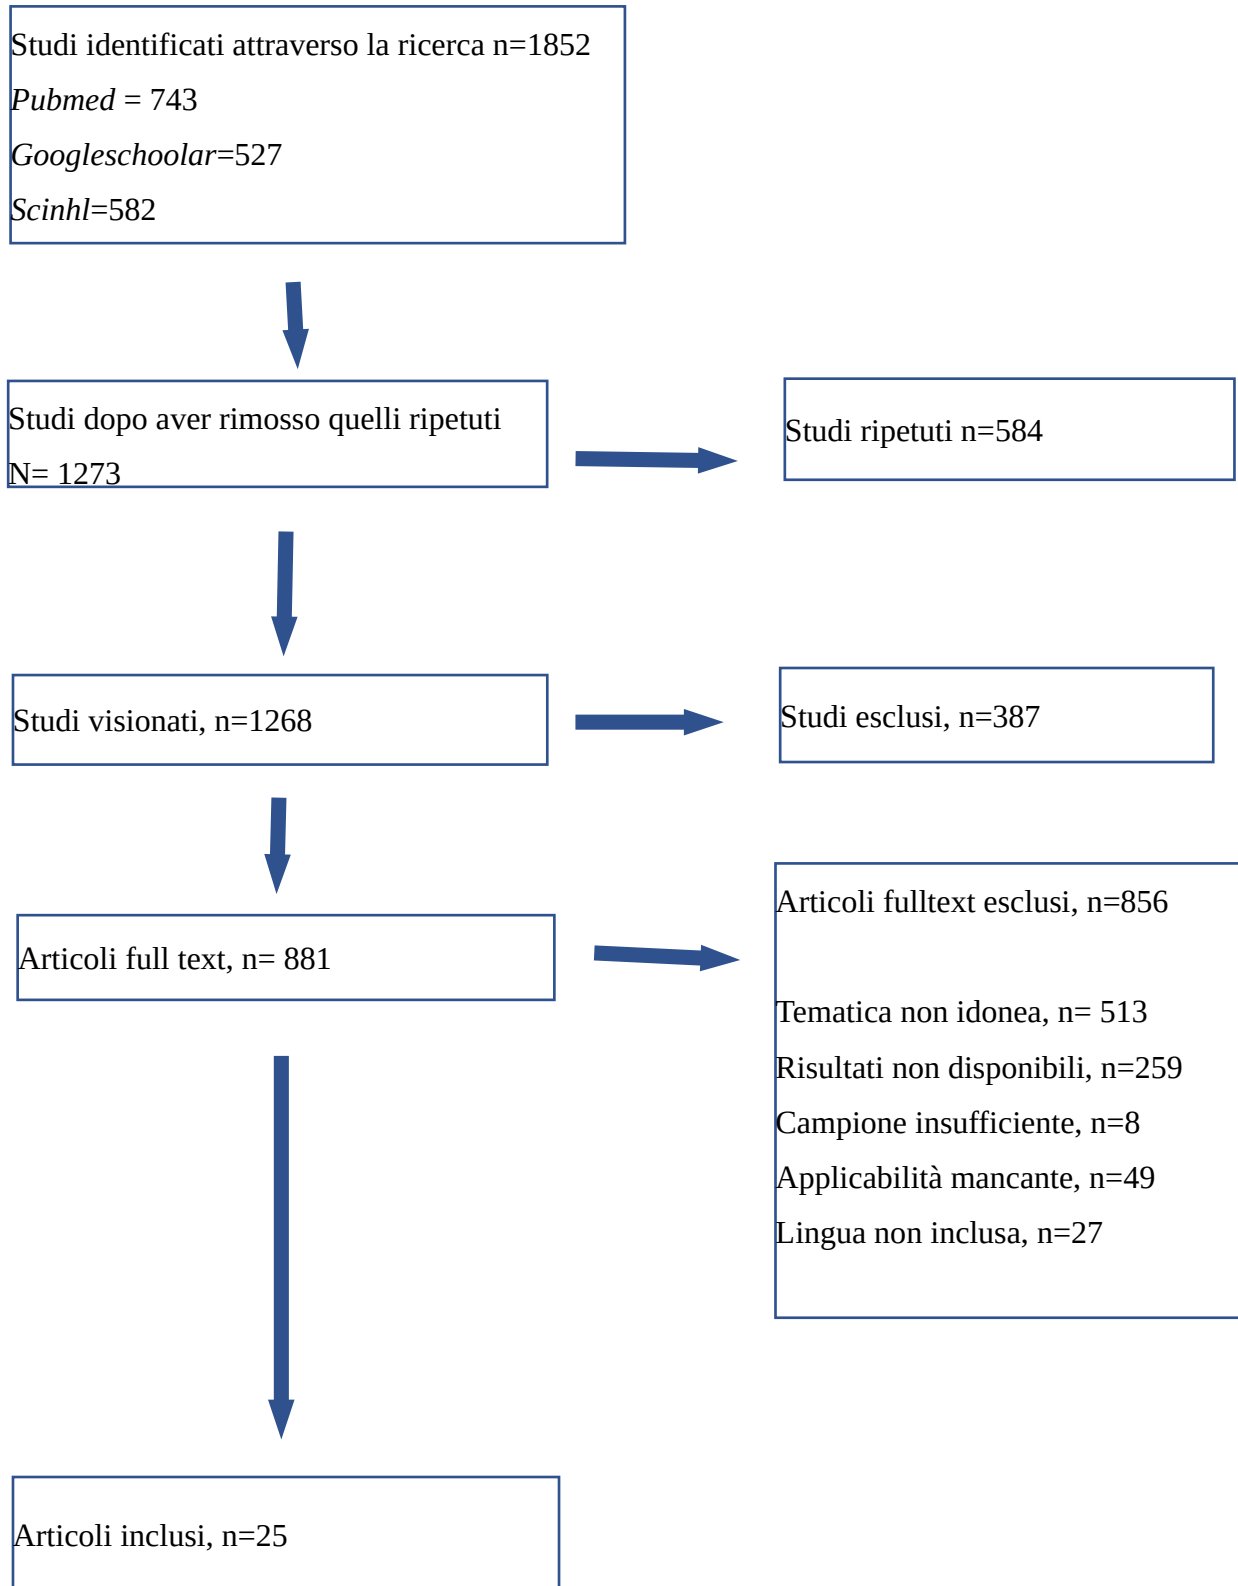 Studi identificati attraverso la ricerca n=1852
Pubmed = 743
Googleschoolar=527
Scinhl=582
Studi dopo aver rimosso quelli ripetuti
N= 1273
Studi ripetuti n=584
Studi visionati, n=1268
Studi esclusi, n=387
Articoli full text, n= 881
Articoli fulltext esclusi, n=856
Tematica non idonea, n= 513
Risultati non disponibili, n=259
Campione insufficiente, n=8
Applicabilità mancante, n=49
Lingua non inclusa, n=27
Articoli inclusi, n=25